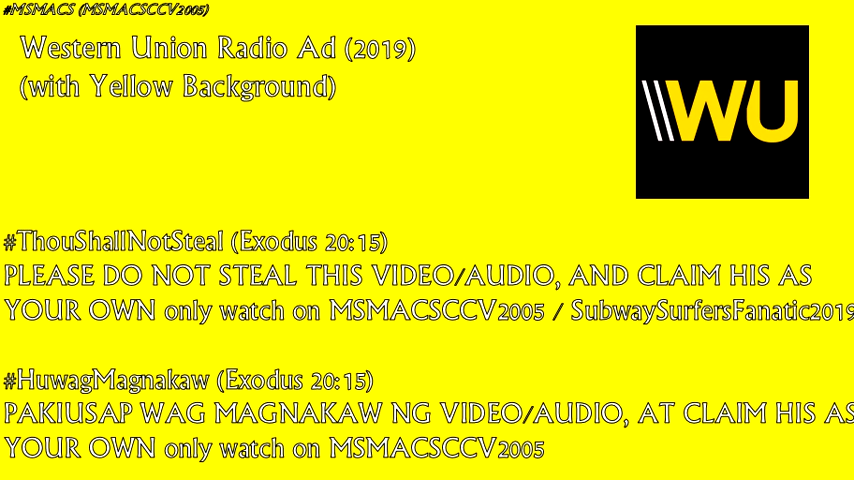 #MSMACS (MSMACSCCV2005)
Western Union Radio Ad (2019)
(with Yellow Background)
WU
#ThouShallNotSteal (Exodus 20:15)
PLEASE DO NOT STEAL THIS VIDEO/AUDIO, AND CLAIM HIS AS
YOUR OWN only watch on MSMACSCCV2005 / SubwaySurfersFanatic2019
#HuwagMagnakaw (Exodus 20:15)
PAKIUSAP WAG MAGNAKAW NG VIDEO/AUDIO, AT CLAIM HIS AS
YOUR OWN only watch on MSMACSCCV2005